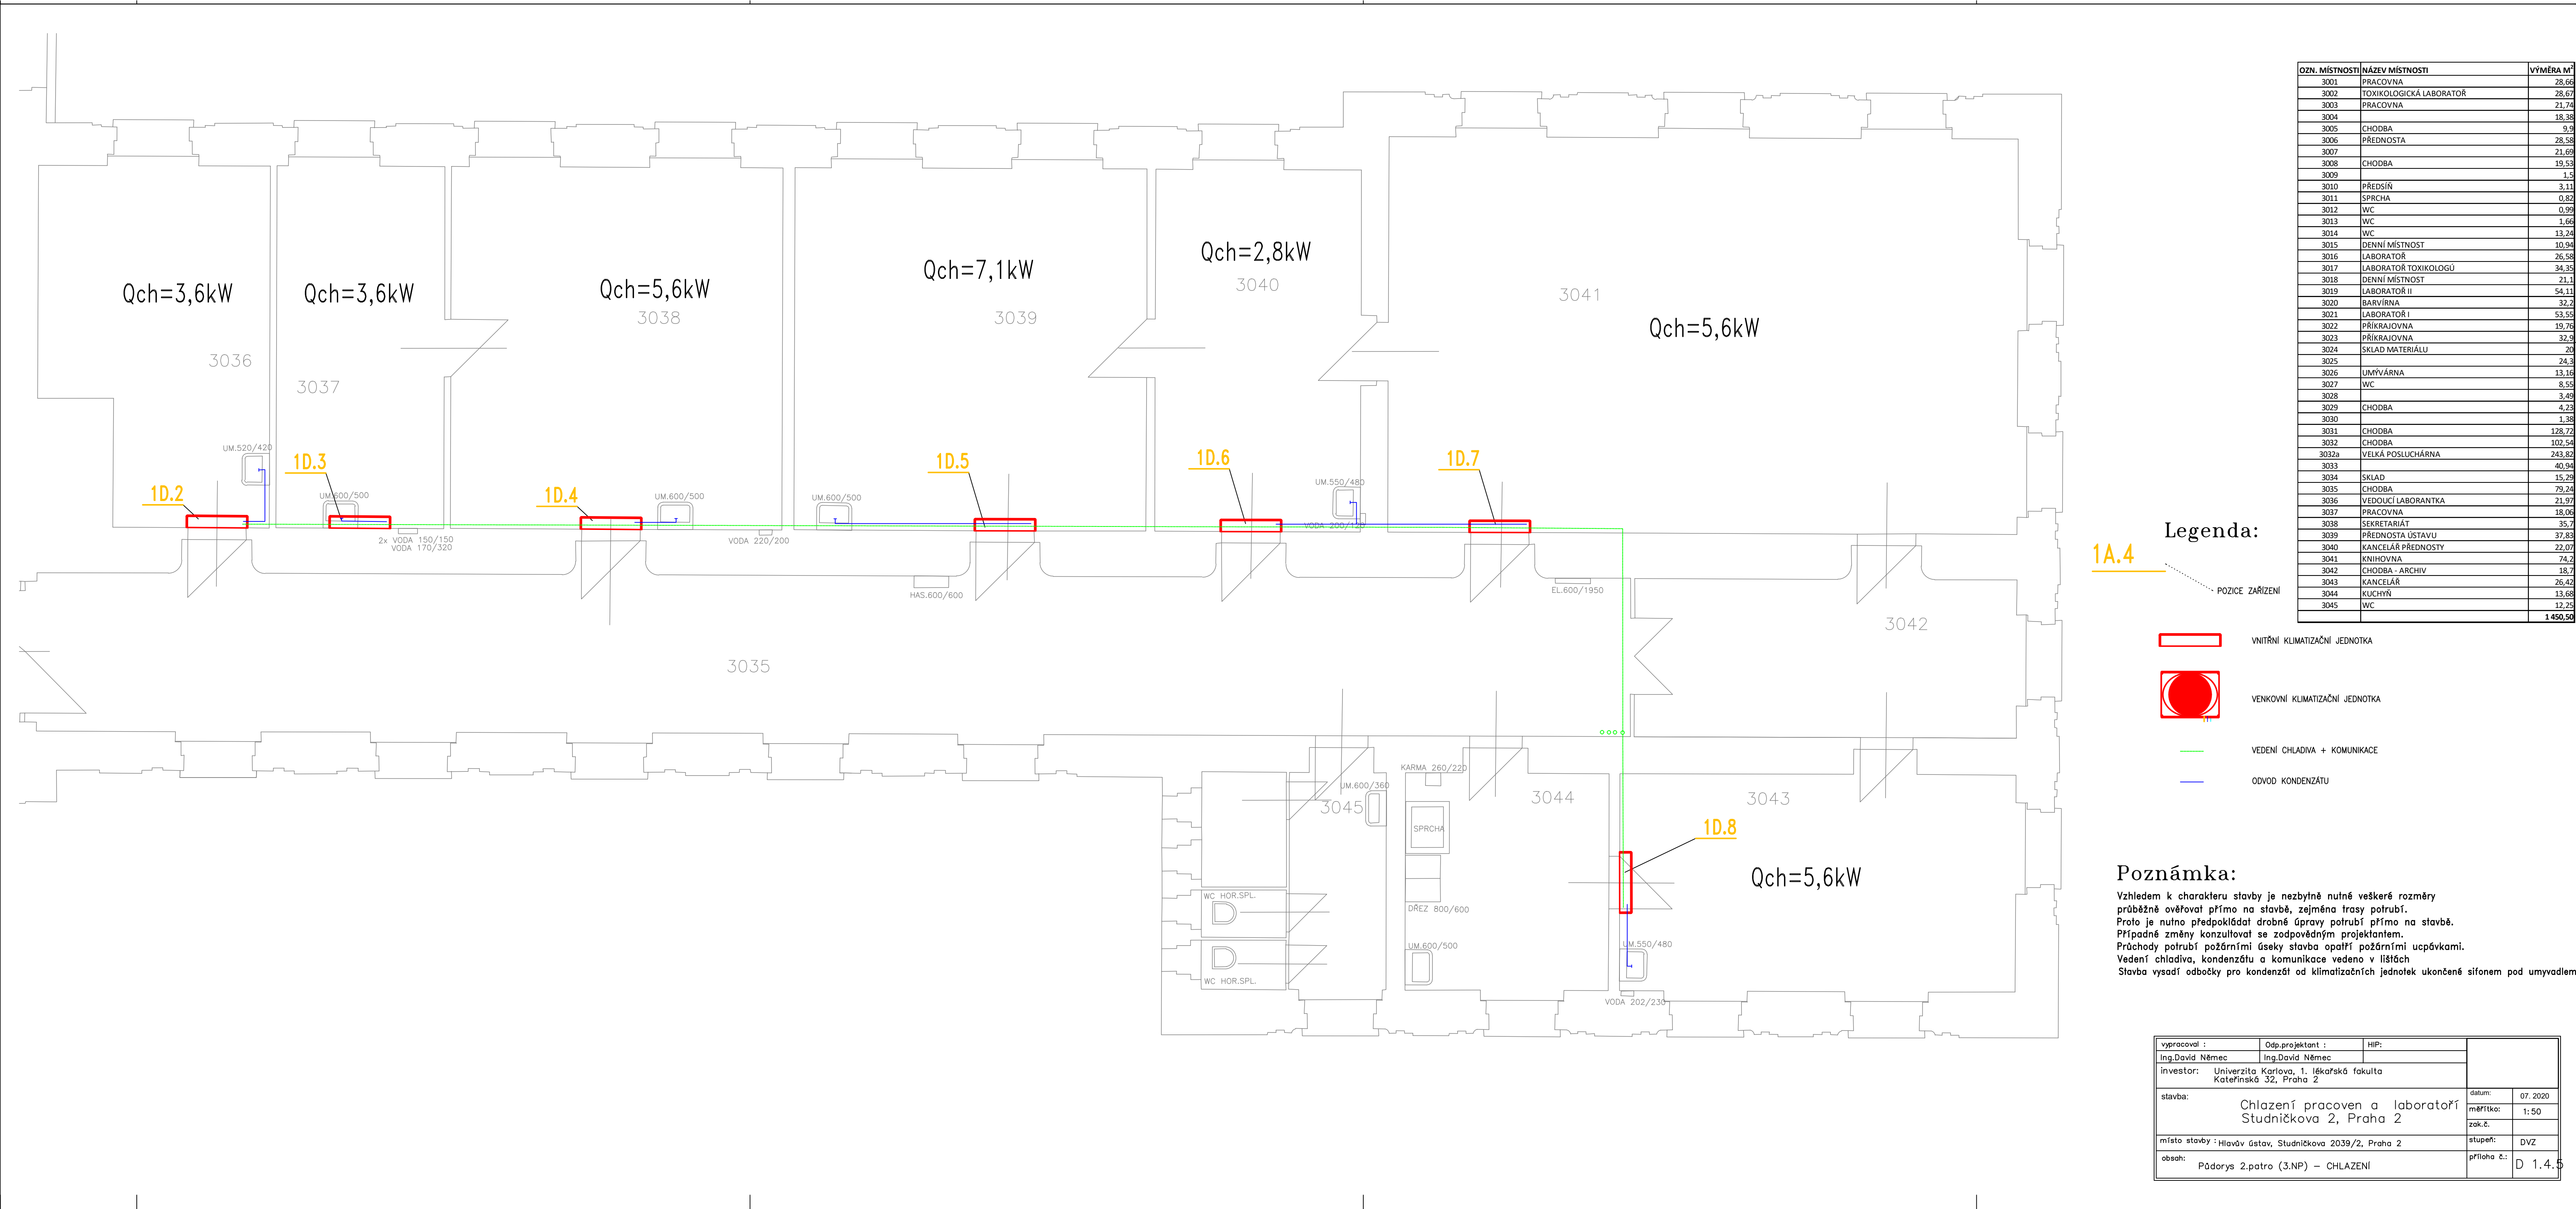 Qch=3,6kW
3036
UM.520/420
1D.2
Qch=3,6kW
3037
1D.3
UM.600/500
2x VODA 150/150
VODA 170/320
Qch=5,6kW
3038
1D.4
UM.600/500
VODA 220/200
Qch=7,1kW
3039
UM.600/500
1D.5
HAS.600/600
Qch=2,8kW
3040
1D.6
UM.550/480
VODA 200/120
3041
Qch=5,6kW
1D.7
EL.600/1950
3035
3042
3045
UM.600/360
WC HOR.SPL.
WC HOR.SPL.
KARMA 260/220
3044
SPRCHA
DŘEZ 800/600
UM.600/500
3043
1D.8
Qch=5,6kW
UM.550/480
VODA 202/230
OZN. MÍSTNOSTI NÁZEV MÍSTNOSTI VÝMĚRA M²
3001 PRACOVNA 28,66
3002 TOXIKOLOGICKÁ LABORATOŘ 28,67
3003 PRACOVNA 21,74
3004 18,38
3005 CHODBA 9,9
3006 PŘEDNOSTA 28,58
3007 21,69
3008 CHODBA 19,53
3009 1,5
3010 PŘEDSÍŇ 3,11
3011 SPRCHA 0,82
3012 WC 0,99
3013 WC 1,66
3014 WC 13,24
3015 DENNÍ MÍSTNOST 10,94
3016 LABORATOŘ 26,58
3017 LABORATOŘ TOXIKOLOGŮ 34,35
3018 DENNÍ MÍSTNOST 21,1
3019 LABORATOŘ II 54,11
3020 BARVÍRNA 32,2
3021 LABORATOŘ I 53,55
3022 PŘÍKRAJOVNA 19,76
3023 PŘÍKRAJOVNA 32,9
3024 SKLAD MATERIÁLU 20
3025 24,3
3026 UMÝVÁRNA 13,16
3027 WC 8,55
3028 3,49
3029 CHODBA 4,23
3030 1,38
3031 CHODBA 128,72
3032 CHODBA 102,54
3032a VELKÁ POSLUCHÁRNA 243,82
3033 40,94
3034 SKLAD 15,29
3035 CHODBA 79,24
3036 VEDOUCÍ LABORANTKA 21,97
3037 PRACOVNA 18,06
3038 SEKRETARIÁT 35,7
3039 PŘEDNOSTA ÚSTAVU 37,83
3040 KANCELÁŘ PŘEDNOSTY 22,07
3041 KNIHOVNA 74,2
3042 CHODBA - ARCHIV 18,7
3043 KANCELÁŘ 26,42
3044 KUCHYŇ 13,68
3045 WC 12,25
1 450,50
Legenda:
1A.4
POZICE ZAŘÍZENÍ
VNITŘNÍ KLIMATIZAČNÍ JEDNOTKA
VENKOVNÍ KLIMATIZAČNÍ JEDNOTKA
VEDENÍ CHLADIVA + KOMUNIKACE
ODVOD KONDENZÁTU
Poznámka:
Vzhledem k charakteru stavby je nezbytně nutné veškeré rozměry
průběžně ověřovat přímo na stavbě, zejména trasy potrubí.
Proto je nutno předpokládat drobné úpravy potrubí přímo na stavbě.
Případné změny konzultovat se zodpovědným projektantem.
Průchody potrubí požárními úseky stavba opatří požárními ucpávkami.
Vedení chladiva, kondenzátu a komunikace vedeno v lištách
Stavba vysadí odbočky pro kondenzát od klimatizačních jednotek ukončené sifonem pod umyvadlem
vypracoval : Odp.projektant : HIP:
Ing.David Němec Ing.David Němec
investor: Univerzita Karlova, 1. lékařská fakulta
Kateřinská 32, Praha 2
stavba: Chlazení pracoven a laboratoří
Studničkova 2, Praha 2
datum: 07. 2020
měřítko: 1:50
zak.č.
místo stavby : Hlavův ústav, Studničkova 2039/2, Praha 2
stupeň: DVZ
obsah: Půdorys 2.patro (3.NP) – CHLAZENÍ
příloha č.: D 1.4.5